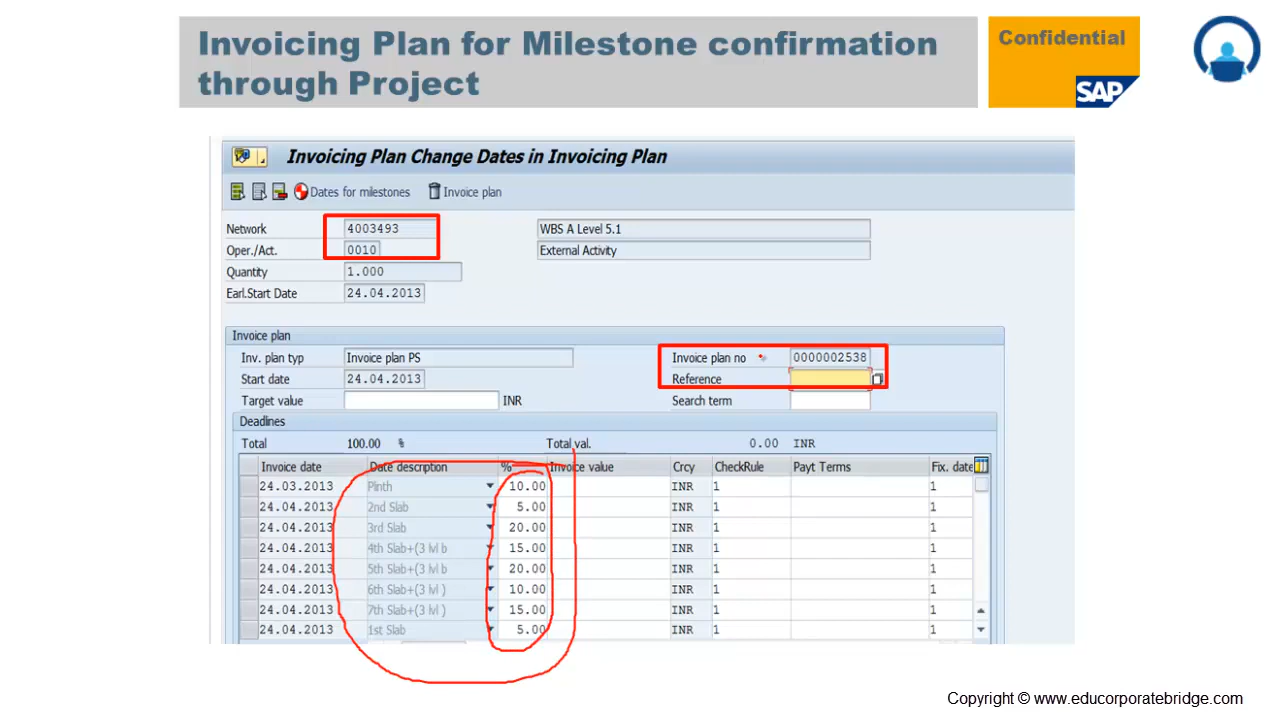 Invoicing Plan for Milestone confirmation
through Project
Confidential
SAP
Invoicing Plan Change Dates in Invoicing Plan
Dates for milestones Invoice plan
Network 4003493 WBS A Level 5.1
Oper./Act. 0010 External Activity
Quantity 1.000
Earl.Start Date 24.04.2013
Invoice plan
Inv. plan typ Invoice plan PS Invoice plan no 0000002538
Start date 24.04.2013 Reference
Target value INR Search term
Deadlines
Total 100.00 % Total val. 0.00 INR
Invoice date Date description % Invoice value Crcy CheckRule Payt Terms Fix. date
24.03.2013 Plinth 10.00 INR 1 1
24.04.2013 2nd Slab 5.00 INR 1 1
24.04.2013 3rd Slab 20.00 INR 1 1
24.04.2013 4th Slab+(3 lvl b 15.00 INR 1 1
24.04.2013 5th Slab+(3 lvl b 20.00 INR 1 1
24.04.2013 6th Slab+(3 lvl ) 10.00 INR 1 1
24.04.2013 7th Slab+(3 lvl ) 15.00 INR 1 1
24.04.2013 1st Slab 5.00 INR 1 1
Copyright © www.educorporatebridge.com